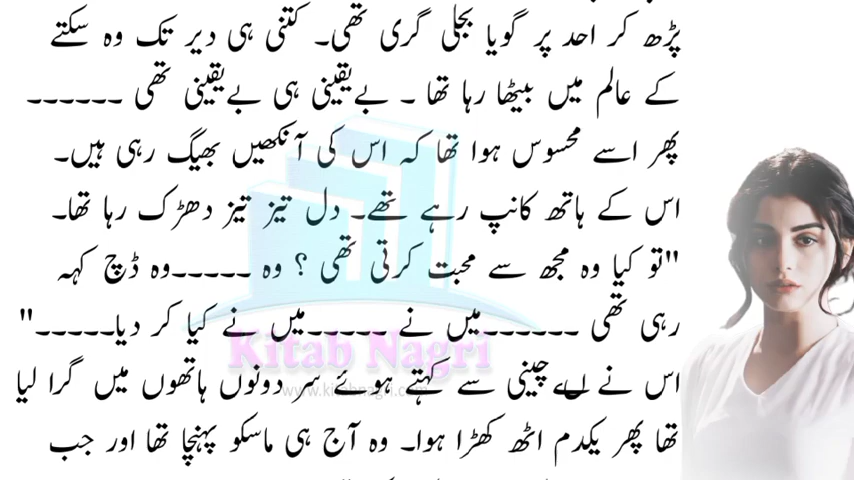 پڑھ کر احد پر گویا بجلی گری تھی۔ کتنی ہی دیر تک وہ سکتے
کے عالم میں بیٹھا رہا تھا ۔ بے یقینی ہی بے یقینی تھی ۔۔۔۔۔۔
پھر اسے محسوس ہوا تھا کہ اس کی آنکھیں بھیگ رہی ہیں۔
اس کے ہاتھ کانپ رہے تھے۔ دل تیز تیز دھڑک رہا تھا۔
"تو کیا وہ مجھ سے محبت کرتی تھی ؟ وہ ۔۔۔۔۔وہ ڈچ کہہ
رہی تھی ۔۔۔۔۔۔میں نے ۔۔۔۔۔میں نے کیا کر دیا۔۔۔۔۔"
Kitab Nagri
اس نے بے چینی سے کہتے ہوئے سر دونوں ہاتھوں میں گرا لیا
www.kitabnagri.com
تھا پھر یکدم اٹھ کھڑا ہوا۔ وہ آج ہی ماسکو پہنچا تھا اور جب